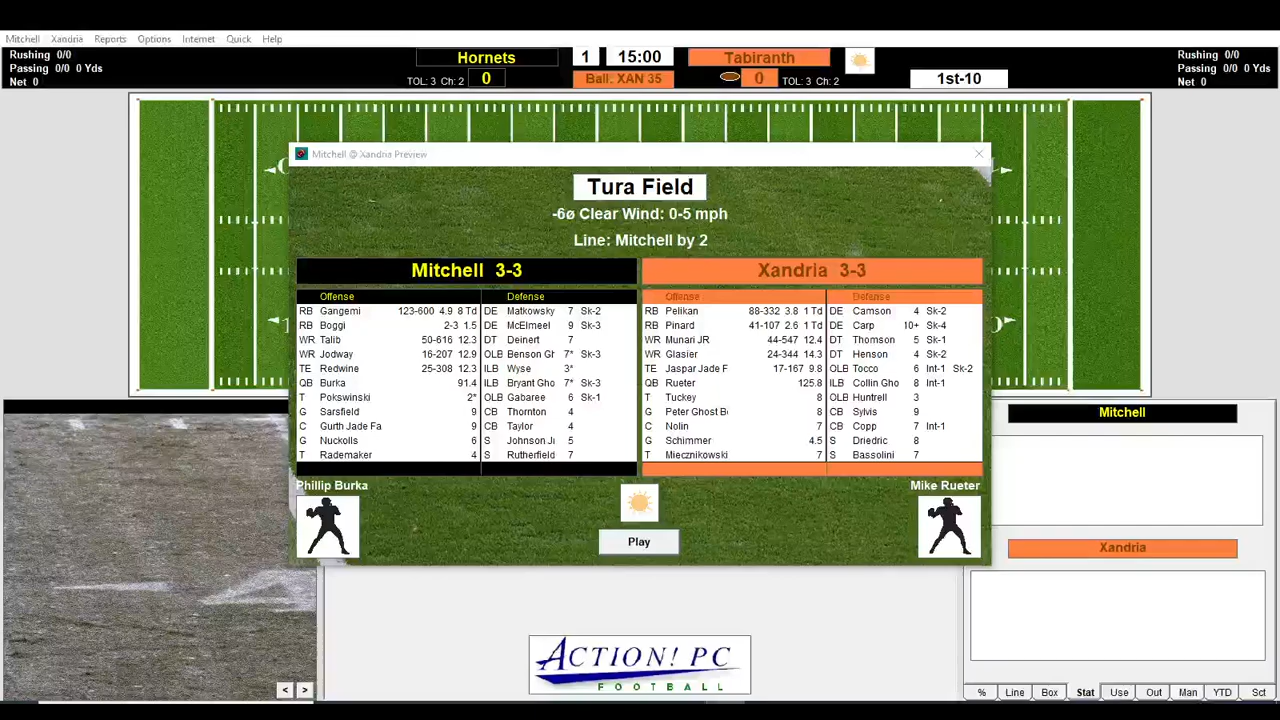 Mitchell Xandria Reports Options Internet Quick Help
Rushing 0/0
Passing 0/0 0 Yds
Net 0
Hornets 1 15:00 Tabiranth
TOL: 3 Ch: 2 0 Ball: XAN 35 0 TOL: 3 Ch: 2
1st-10
Rushing 0/0
Passing 0/0 0 Yds
Net 0
Mitchell @ Xandria Preview
Tura Field
-6ø Clear Wind: 0-5 mph
Line: Mitchell by 2
Mitchell 3-3
Offense Defense
RB Gangemi 123-600 4.9 8 Td DE Matkowsky 7 Sk-2
RB Boggi 2-3 1.5 DE McElmeel 9 Sk-3
WR Talib 50-616 12.3 DT Deinert 7
WR Jodway 16-207 12.9 OLB Benson Gh 7* Sk-3
TE Redwine 25-308 12.3 ILB Wyse 3*
QB Burka 91.4 ILB Bryant Gho 7* Sk-3
T Pokswinski 2* OLB Gabaree 6 Sk-1
G Sarsfield 9 CB Thornton 4
C Gurth Jade Fa 9 CB Taylor 4
G Nuckolls 6 S Johnson Ji 5
T Rademaker 4 S Rutherfield 7
Xandria 3-3
Offense Defense
RB Pelikan 88-332 3.8 1 Td DE Camson 4 Sk-2
RB Pinard 41-107 2.6 1 Td DE Carp 10+ Sk-4
WR Munari JR 44-547 12.4 DT Thomson 5 Sk-1
WR Glasier 24-344 14.3 DT Henson 4 Sk-2
TE Jaspar Jade F 17-167 9.8 OLB Tocco 6 Int-1 Sk-2
QB Rueter 125.8 ILB Collin Gho 8 Int-1
T Tuckey 8 OLB Huntrell 3
G Peter Ghost B 8 CB Sylvis 9
C Nolin 7 CB Copp 7 Int-1
G Schimmer 4.5 S Driedric 8
T Miecznikowski 7 S Bassolini 7
Phillip Burka
Mike Rueter
Play
Mitchell
Xandria
ACTION! PC
FOOTBALL
< >
% Line Box Stat Use Out Man YTD Sct